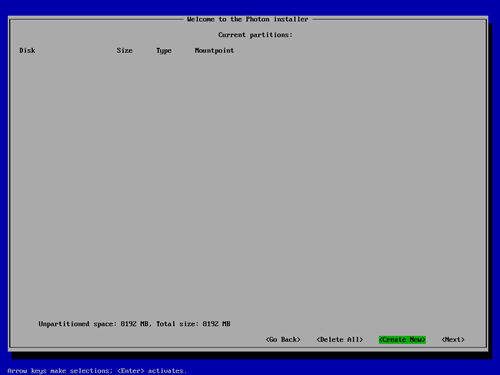 Welcome to the Photon installer
Current partitions:
Disk Size Type Mountpoint
Unpartitioned space: 8192 MB, Total size: 8192 MB
<Go Back> <Delete All> <Create New> <Next>
Arrow keys make selections; <Enter> activates.